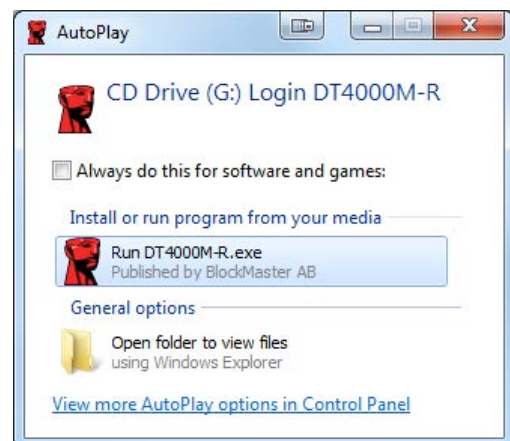 AutoPlay
CD Drive (G:) Login DT4000M-R
Always do this for software and games:
Install or run program from your media
Run DT4000M-R.exe
Published by BlockMaster AB
General options
Open folder to view files
using Windows Explorer
View more AutoPlay options in Control Panel